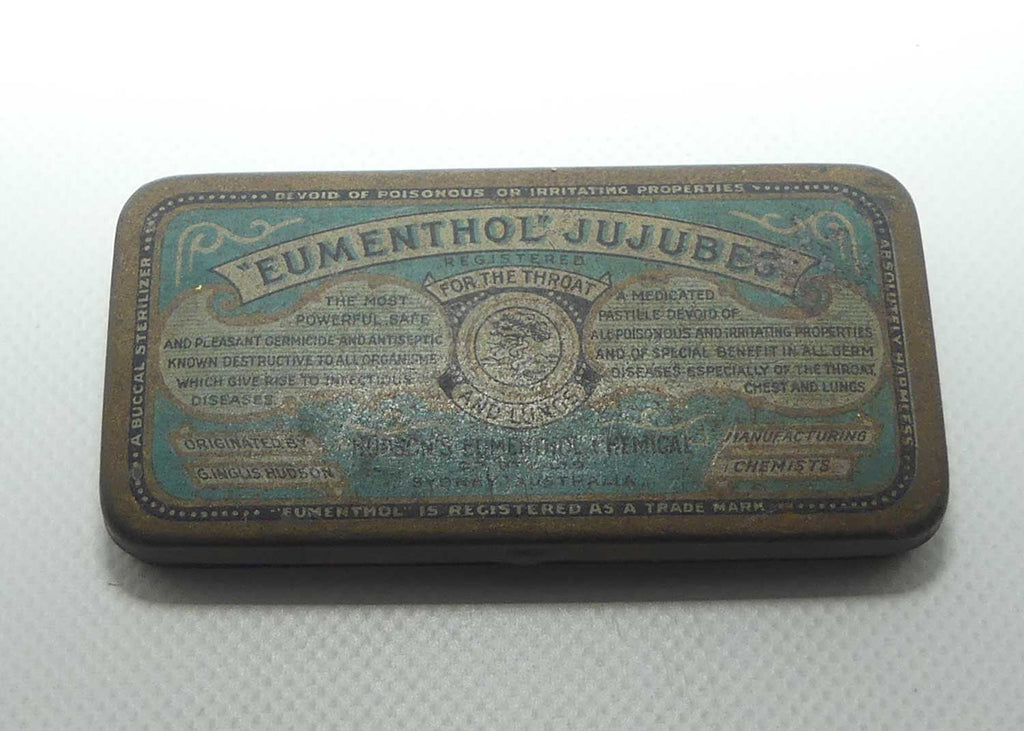 DEVOID OF POISONOUS OR IRRITATING PROPERTIES
"EUMENTHOL" JUJUBES
REGISTERED
FOR THE THROAT
AND LUNGS
THE MOST
POWERFUL, SAFE
AND PLEASANT GERMICIDE AND ANTISEPTIC
KNOWN DESTRUCTIVE TO ALL ORGANISMS
WHICH GIVE RISE TO INFECTIOUS
DISEASES
A MEDICATED
PASTILLE DEVOID OF
ALL POISONOUS AND IRRITATING PROPERTIES
AND OF SPECIAL BENEFIT IN ALL GERM
DISEASES ESPECIALLY OF THE THROAT,
CHEST AND LUNGS
ORIGINATED BY
G. INGLIS HUDSON
HUDSON'S EUMENTHOL CHEMICAL
CO. LTD.
SYDNEY, AUSTRALIA
MANUFACTURING
CHEMISTS
A BUCCAL STERILIZER
ABSOLUTELY HARMLESS
"EUMENTHOL" IS REGISTERED AS A TRADE MARK